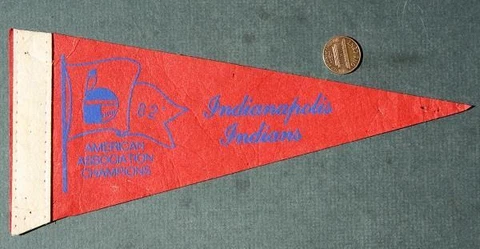 82
AMERICAN
ASSOCIATION
CHAMPIONS
Indianapolis
Indians